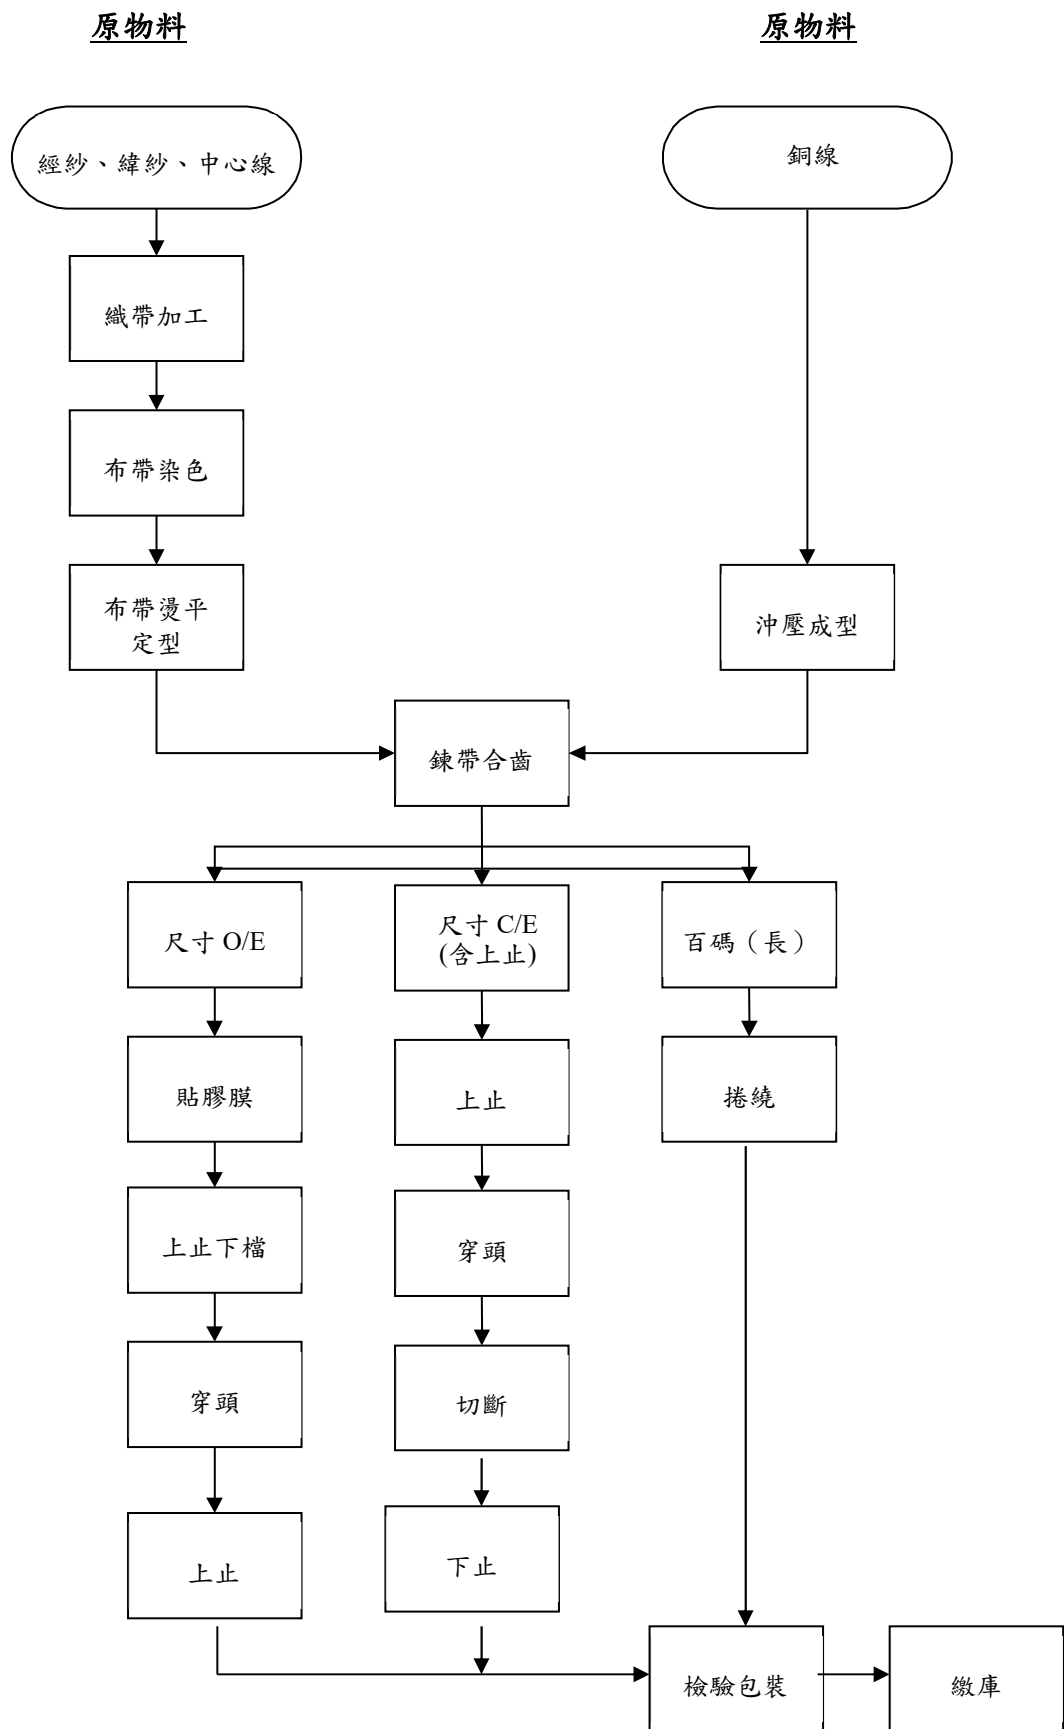 原物料
原物料
經紗、緯紗、中心線
銅線
織帶加工
布帶染色
布帶燙平
定型
沖壓成型
鍊帶合齒
尺寸 O/E
尺寸 C/E
(含上止)
百碼（長）
貼膠膜
上止
捲繞
上止下檔
穿頭
穿頭
切斷
上止
下止
檢驗包裝
繳庫